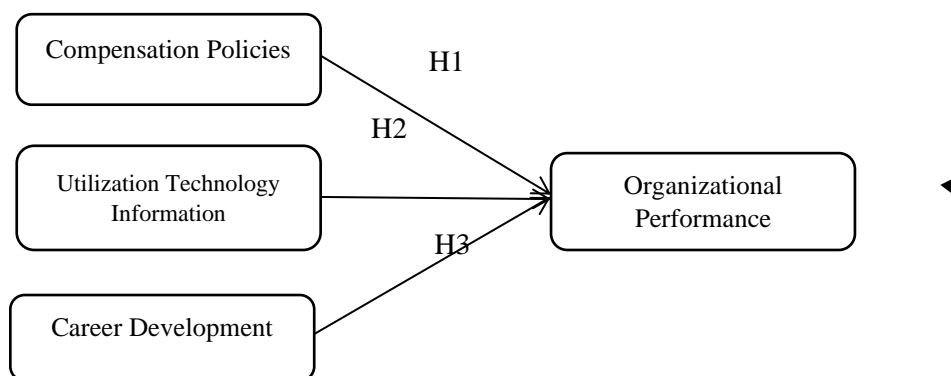 Compensation Policies
H1
H2
Utilization Technology
Information
Organizational
Performance
H3
Career Development